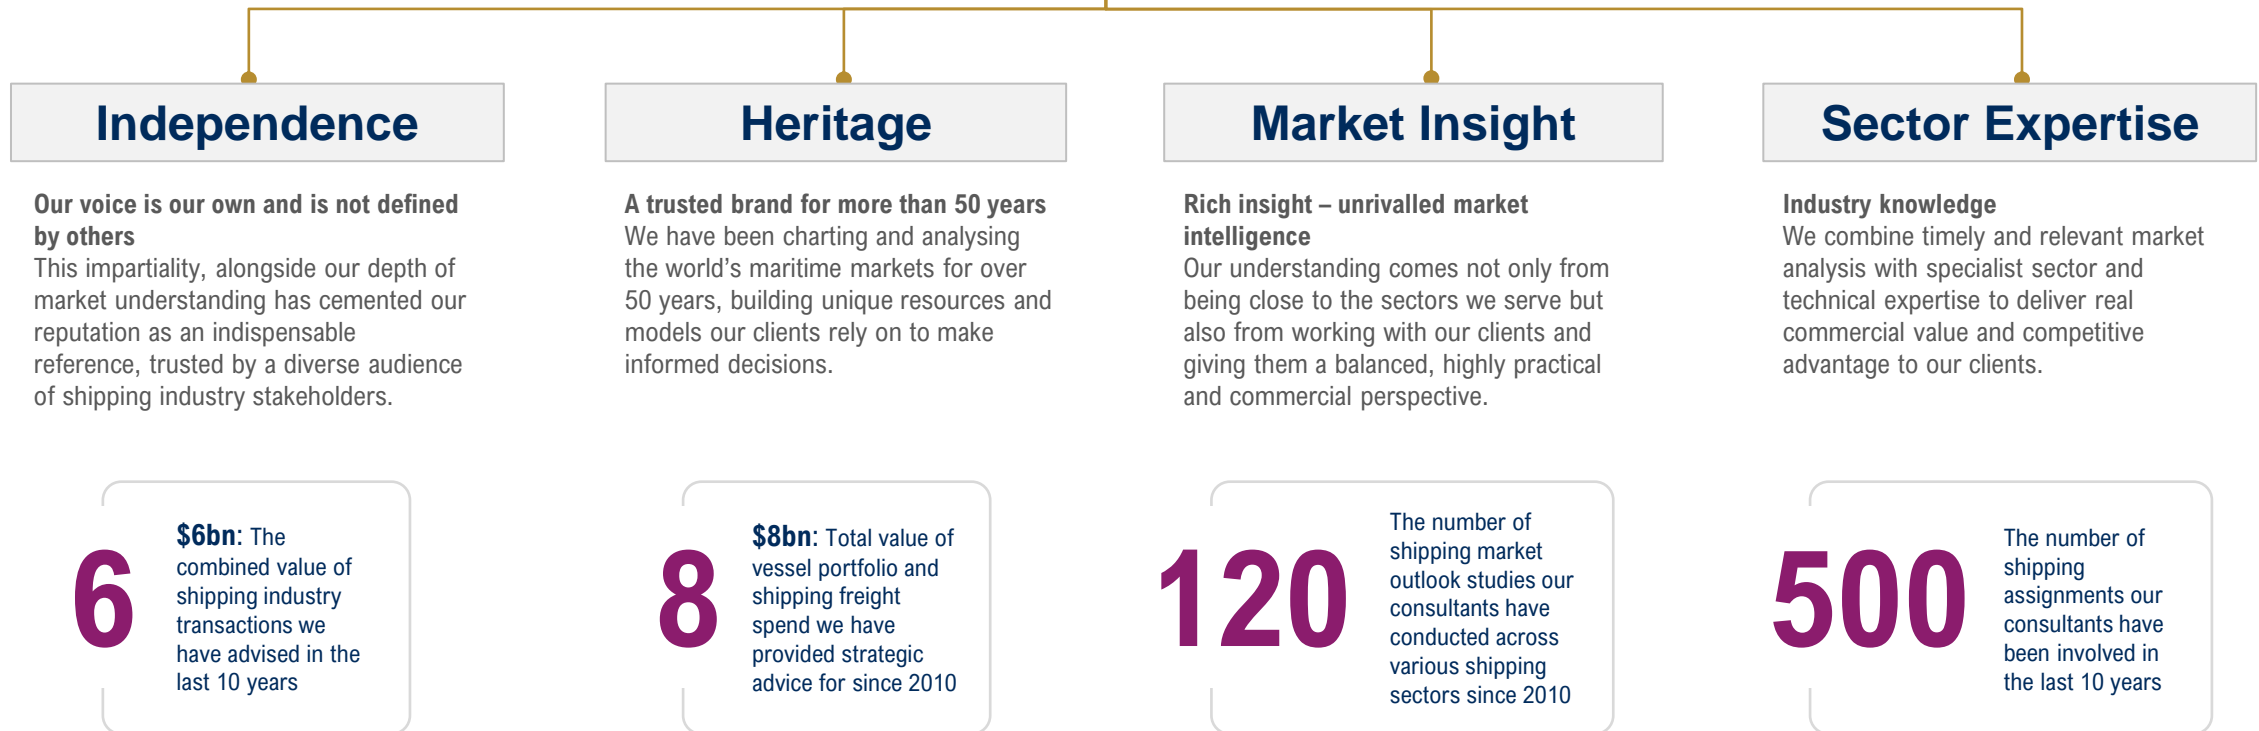 Independence
Our voice is our own and is not defined
by others
This impartiality, alongside our depth of
market understanding has cemented our
reputation as an indispensable
reference, trusted by a diverse audience
of shipping industry stakeholders.
6
$6bn: The
combined value of
shipping industry
transactions we
have advised in the
last 10 years
Heritage
A trusted brand for more than 50 years
We have been charting and analysing
the world’s maritime markets for over
50 years, building unique resources and
models our clients rely on to make
informed decisions.
8
$8bn: Total value of
vessel portfolio and
shipping freight
spend we have
provided strategic
advice for since 2010
Market Insight
Rich insight – unrivalled market
intelligence
Our understanding comes not only from
being close to the sectors we serve but
also from working with our clients and
giving them a balanced, highly practical
and commercial perspective.
120
The number of
shipping market
outlook studies our
consultants have
conducted across
various shipping
sectors since 2010
Sector Expertise
Industry knowledge
We combine timely and relevant market
analysis with specialist sector and
technical expertise to deliver real
commercial value and competitive
advantage to our clients.
500
The number of
shipping
assignments our
consultants have
been involved in
the last 10 years